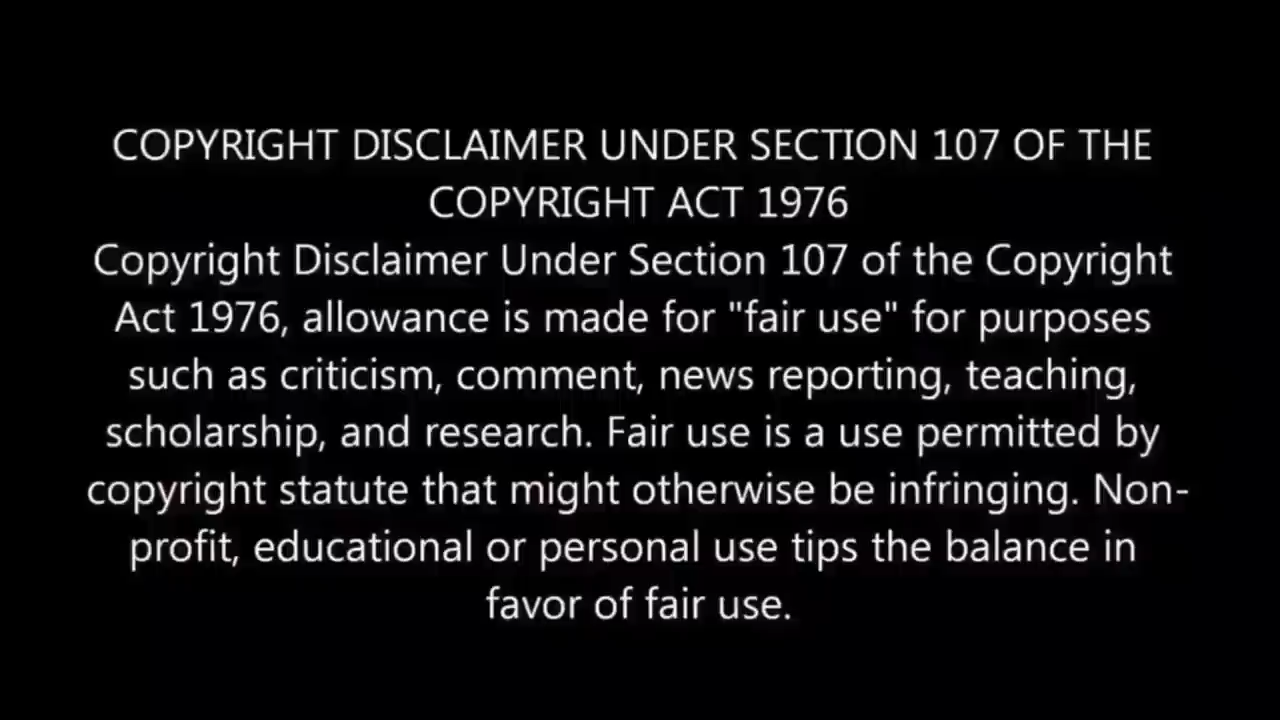 COPYRIGHT DISCLAIMER UNDER SECTION 107 OF THE
COPYRIGHT ACT 1976
Copyright Disclaimer Under Section 107 of the Copyright
Act 1976, allowance is made for "fair use" for purposes
such as criticism, comment, news reporting, teaching,
scholarship, and research. Fair use is a use permitted by
copyright statute that might otherwise be infringing. Non-
profit, educational or personal use tips the balance in
favor of fair use.